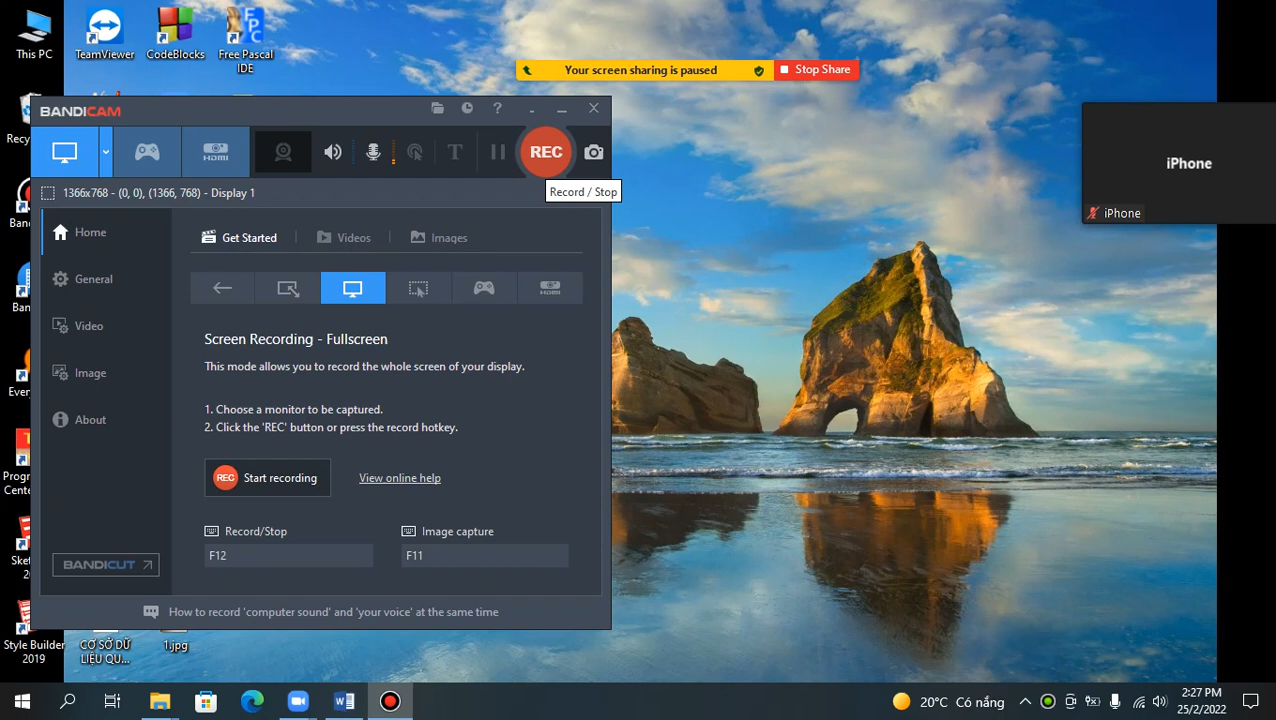 This PC
TeamViewer
CodeBlocks
Free Pascal
IDE
Your screen sharing is paused
Stop Share
BANDICAM
HDMI
REC
Record / Stop
1366x768 - (0, 0), (1366, 768) - Display 1
iPhone
iPhone
Home
General
Video
Image
About
BANDICUT
Get Started
Videos
Images
HDMI
Screen Recording - Fullscreen
This mode allows you to record the whole screen of your display.
1. Choose a monitor to be captured.
2. Click the 'REC' button or press the record hotkey.
REC Start recording
View online help
Record/Stop
Image capture
F12
F11
How to record 'computer sound' and 'your voice' at the same time
Style Builder
2019
CƠ SỞ DỮ
LIỆU QU...
1.jpg
20°C Có nắng
2:27 PM
25/2/2022